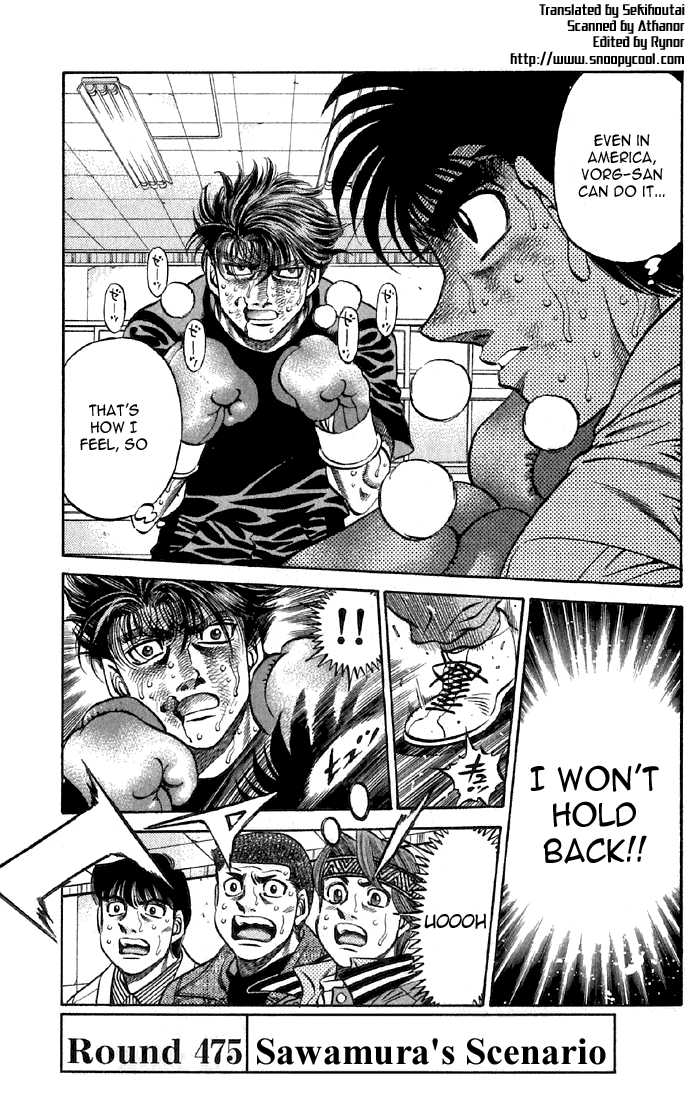 Translated by Sekihoutai
Scanned by Athanor
Edited by Rynor
http://www.snoopycool.com
EVEN IN
AMERICA,
VORG-SAN
CAN DO IT...
THAT'S
HOW I
FEEL, SO
I WON'T
HOLD
BACK!!
!!
UOOOH
Round 475
Sawamura's Scenario